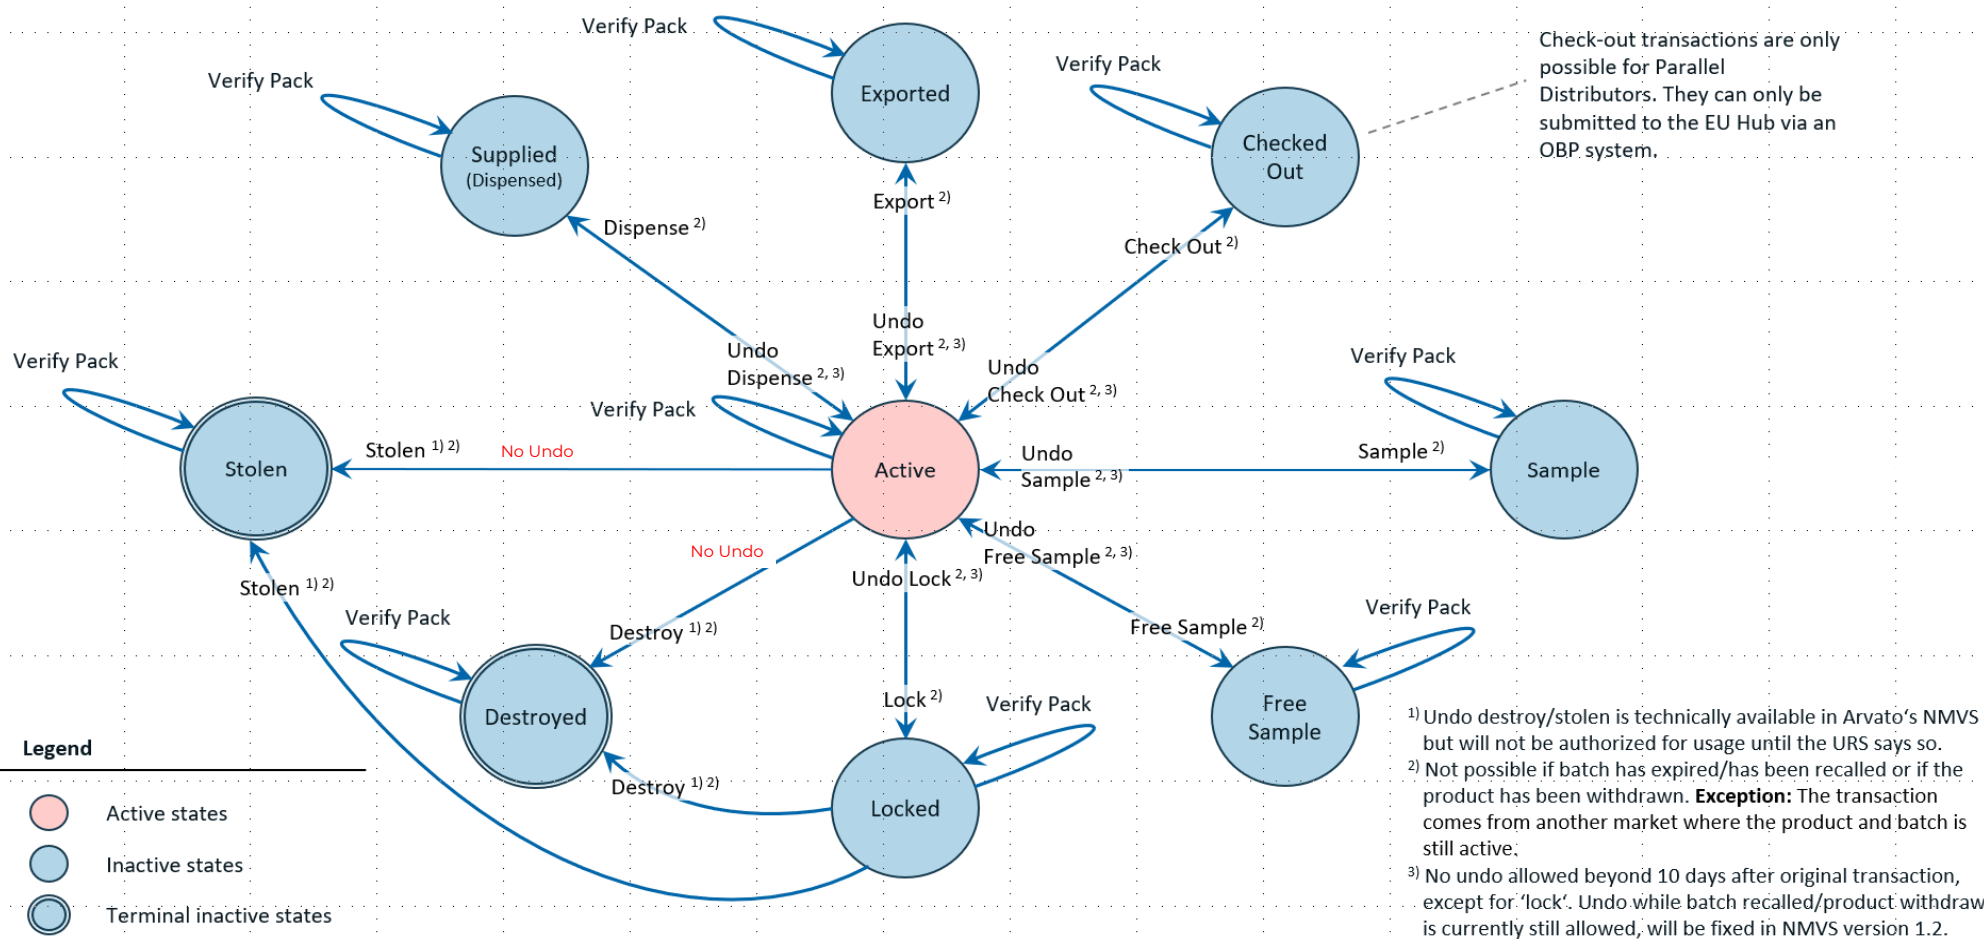 Verify Pack
Exported
Verify Pack
Supplied
(Dispensed)
Verify Pack
Checked
Out
Check-out transactions are only
possible for Parallel
Distributors. They can only be
submitted to the EU Hub via an
OBP system.
Export 2)
Dispense 2)
Check Out 2)
Undo
Export 2, 3)
Undo
Dispense 2, 3)
Undo
Check Out 2, 3)
Verify Pack
Stolen
Stolen 1) 2)
No Undo
Verify Pack
Active
Undo
Sample 2, 3)
Sample 2)
Verify Pack
Sample
No Undo
Undo
Free Sample 2, 3)
Undo Lock 2, 3)
Stolen 1) 2)
Verify Pack
Destroy 1) 2)
Free Sample 2)
Verify Pack
Destroyed
Lock 2)
Verify Pack
Free
Sample
Destroy 1) 2)
Locked
Legend
Active states
Inactive states
Terminal inactive states
1) Undo destroy/stolen is technically available in Arvato‘s NMVS
but will not be authorized for usage until the URS says so.
2) Not possible if batch has expired/has been recalled or if the
product has been withdrawn. Exception: The transaction
comes from another market where the product and batch is
still active.
3) No undo allowed beyond 10 days after original transaction,
except for ‘lock‘. Undo while batch recalled/product withdraw
is currently still allowed, will be fixed in NMVS version 1.2.